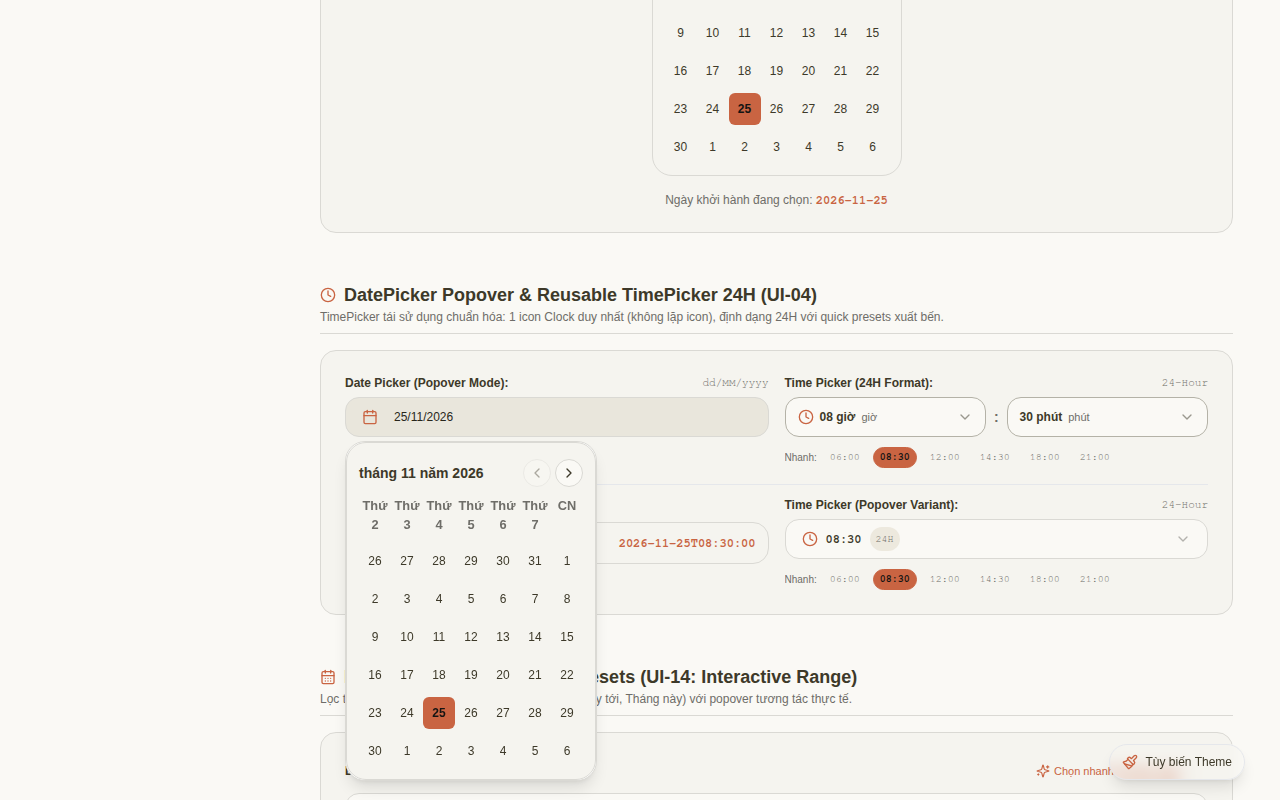 9 10 11 12 13 14 15
16 17 18 19 20 21 22
23 24 25 26 27 28 29
30 1 2 3 4 5 6
Ngày khởi hành đang chọn: 2026-11-25
DatePicker Popover & Reusable TimePicker 24H (UI-04)
TimePicker tái sử dụng chuẩn hóa: 1 icon Clock duy nhất (không lặp icon), định dạng 24H với quick presets xuất bến.
Date Picker (Popover Mode): dd/MM/yyyy
25/11/2026
Time Picker (24H Format): 24-Hour
08 giờ giờ : 30 phút phút
Nhanh: 06:00 08:30 12:00 14:30 18:00 21:00
tháng 11 năm 2026
Thứ 2 Thứ 3 Thứ 4 Thứ 5 Thứ 6 Thứ 7 CN
26 27 28 29 30 31 1
2 3 4 5 6 7 8
9 10 11 12 13 14 15
16 17 18 19 20 21 22
23 24 25 26 27 28 29
30 1 2 3 4 5 6
2026-11-25T08:30:00
Time Picker (Popover Variant): 24-Hour
08:30 24H
Nhanh: 06:00 08:30 12:00 14:30 18:00 21:00
sets (UI-14: Interactive Range)
Lọc
y tới, Tháng này) với popover tương tác thực tế.
Chọn nhanh
Tùy biến Theme